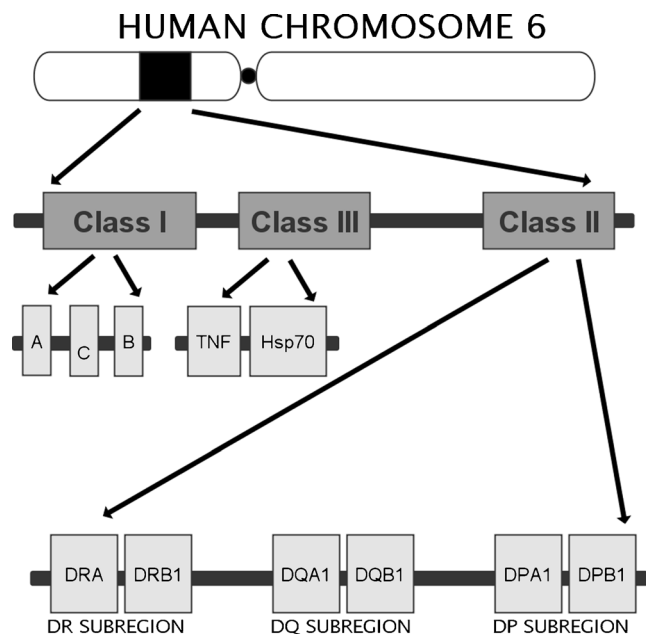 HUMAN CHROMOSOME 6
Class I
Class III
Class II
A
C
B
TNF
Hsp70
DRA
DRB1
DQA1
DQB1
DPA1
DPB1
DR SUBREGION
DQ SUBREGION
DP SUBREGION